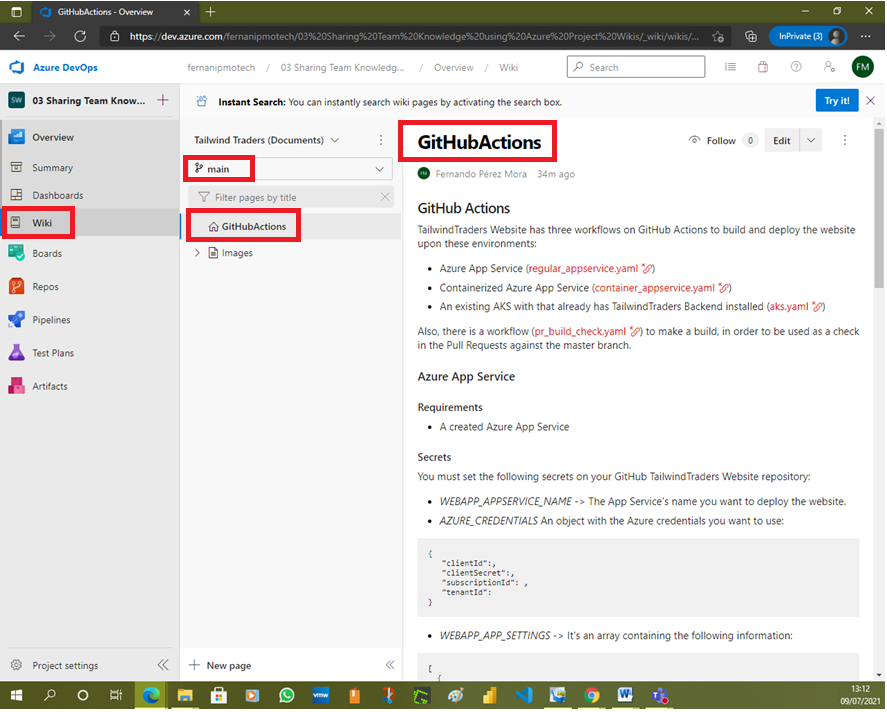 GitHubActions - Overview
https://dev.azure.com/fernanipmotech/03%20Sharing%20Team%20Knowledge%20using%20Azure%20Project%20Wikis/_wiki/wikis/...
InPrivate (3)
Azure DevOps
fernanipmotech / 03 Sharing Team Knowledg... / Overview / Wiki
Search
FM
SW
03 Sharing Team Know...
Instant Search: You can instantly search wiki pages by activating the search box.
Try it!
Overview
Summary
Dashboards
Wiki
Boards
Repos
Pipelines
Test Plans
Artifacts
Project settings
Tailwind Traders (Documents)
main
Filter pages by title
GitHubActions
Images
New page
GitHubActions
Follow
0
Edit
FM
Fernando Pérez Mora 34m ago
GitHub Actions
TailwindTraders Website has three workflows on GitHub Actions to build and deploy the website
upon these environments:
• Azure App Service (regular_appservice.yaml)
• Containerized Azure App Service (container_appservice.yaml)
• An existing AKS with that already has TailwindTraders Backend installed (aks.yaml)
Also, there is a workflow (pr_build_check.yaml) to make a build, in order to be used as a check
in the Pull Requests against the master branch.
Azure App Service
Requirements
• A created Azure App Service
Secrets
You must set the following secrets on your GitHub TailwindTraders Website repository:
• WEBAPP_APPSERVICE_NAME -> The App Service's name you want to deploy the website.
• AZURE_CREDENTIALS An object with the Azure credentials you want to use:
{
"clientId":,
"clientSecret":,
"subscriptionId": ,
"tenantId":
}
• WEBAPP_APP_SETTINGS -> It's an array containing the following information:
[
{
vmw
13:12
09/07/2021